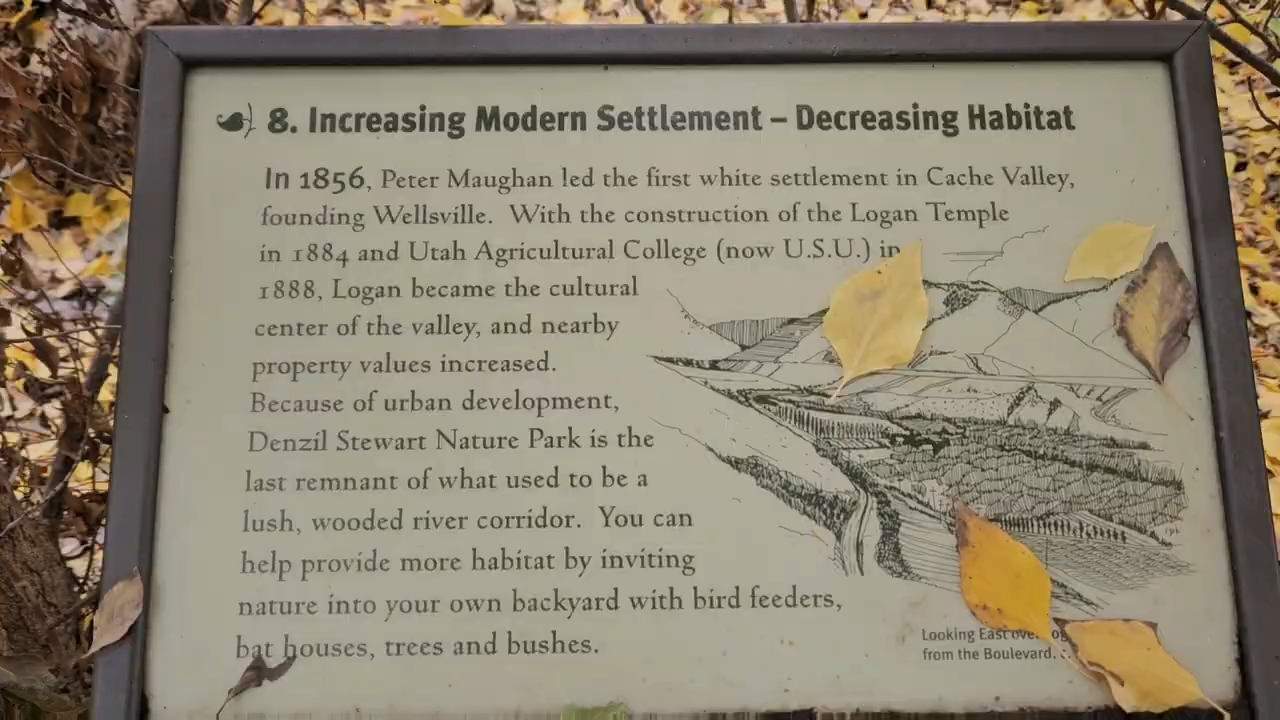 8. Increasing Modern Settlement – Decreasing Habitat
In 1856, Peter Maughan led the first white settlement in Cache Valley,
founding Wellsville. With the construction of the Logan Temple
in 1884 and Utah Agricultural College (now U.S.U.) in
1888, Logan became the cultural
center of the valley, and nearby
property values increased.
Because of urban development,
Denzil Stewart Nature Park is the
last remnant of what used to be a
lush, wooded river corridor. You can
help provide more habitat by inviting
nature into your own backyard with bird feeders,
bat houses, trees and bushes.
Looking East over
from the Boulevard.